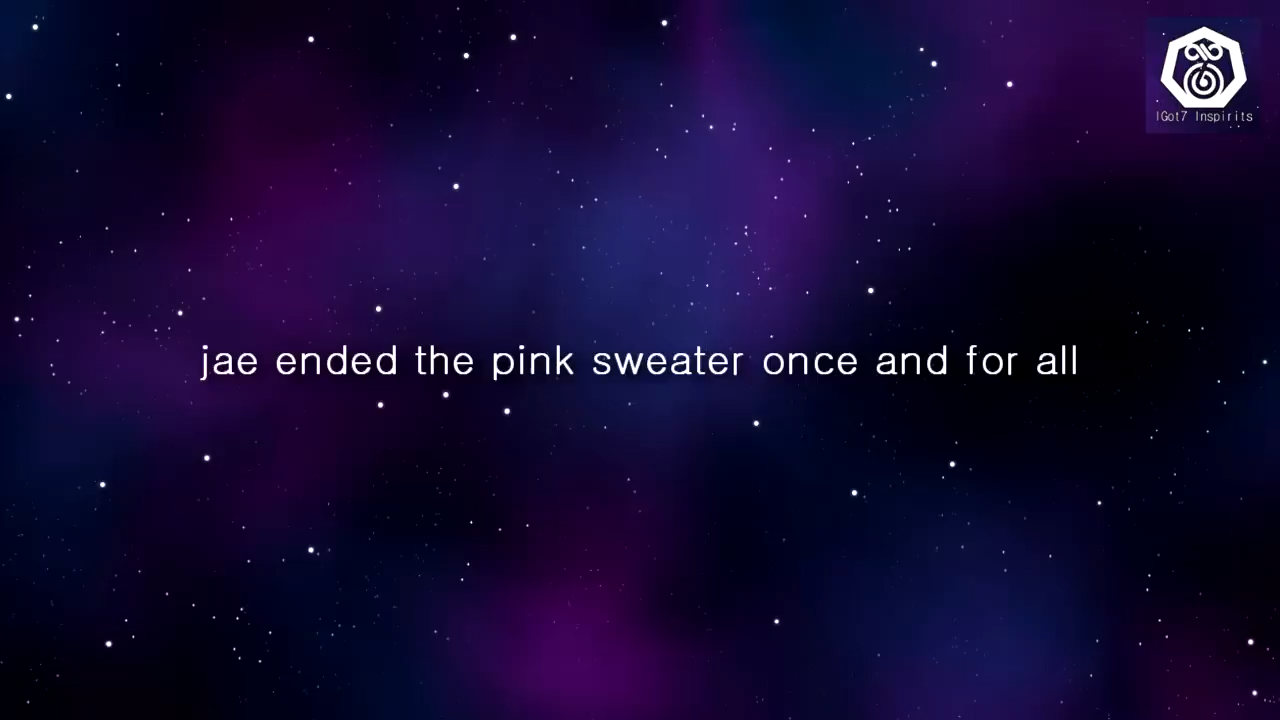 IGot7 Inspirits
jae ended the pink sweater once and for all